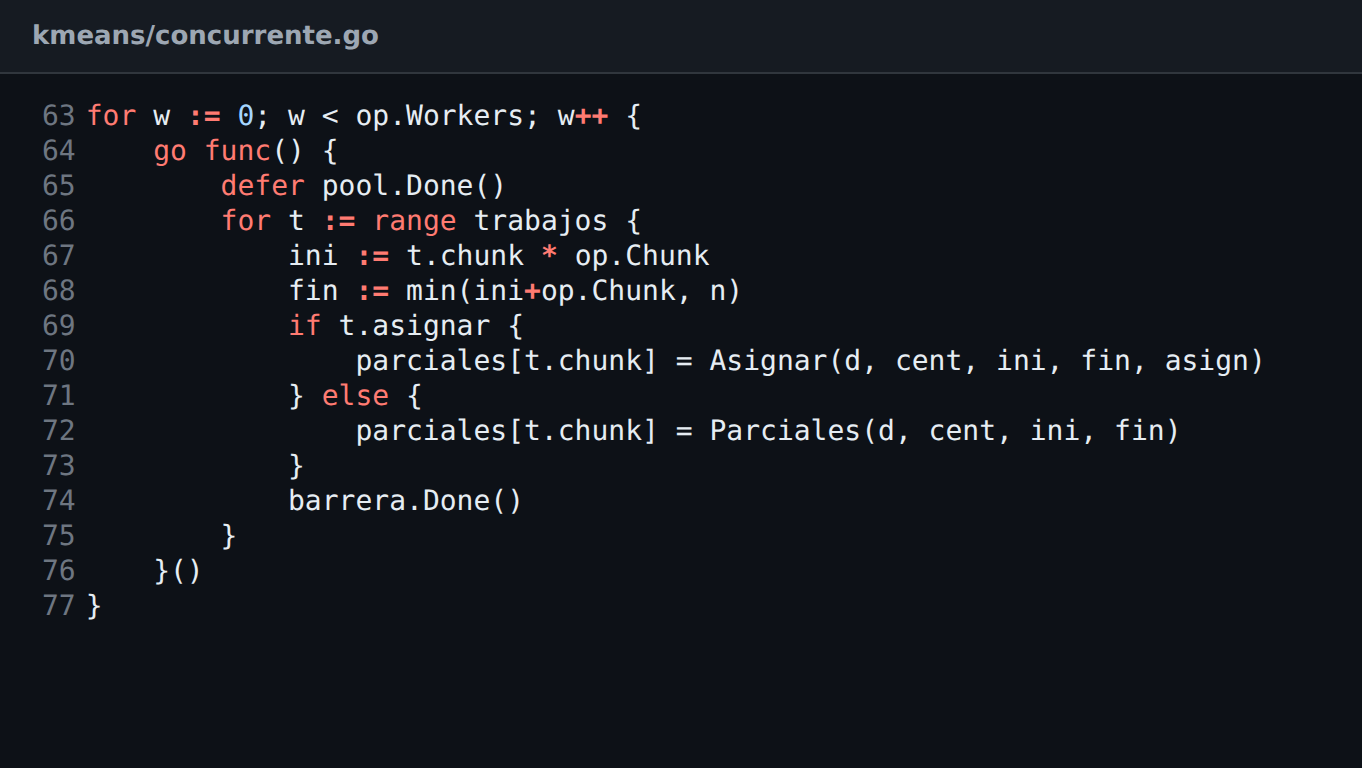 kmeans/concurrente.go
63 for w := 0; w < op.Workers; w++ {
64     go func() {
65         defer pool.Done()
66         for t := range trabajos {
67             ini := t.chunk * op.Chunk
68             fin := min(ini+op.Chunk, n)
69             if t.asignar {
70                 parciales[t.chunk] = Asignar(d, cent, ini, fin, asign)
71             } else {
72                 parciales[t.chunk] = Parciales(d, cent, ini, fin)
73             }
74             barrera.Done()
75         }
76     }()
77 }